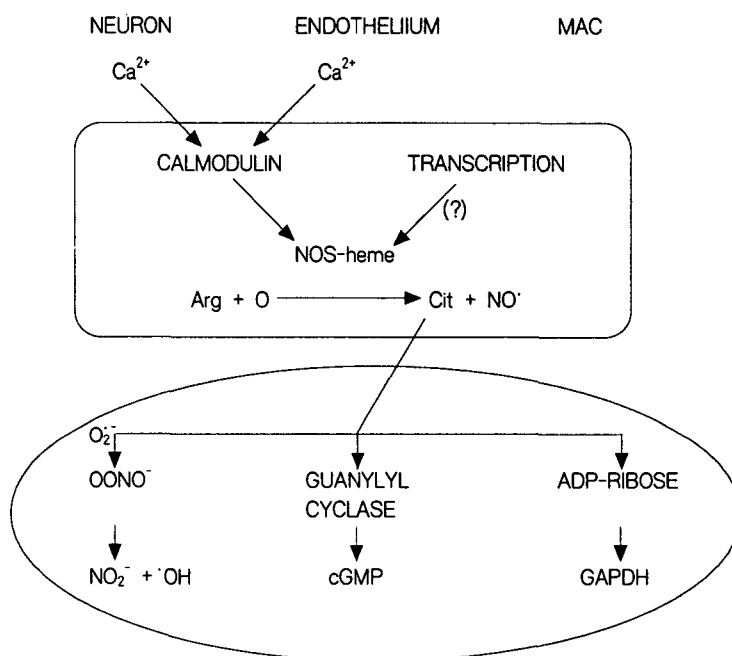 NEURON ENDOTHELIIUM MAC
Ca²⁺ Ca²⁺
CALMODULIN TRANSCRIPTION
(?)
NOS-heme
Arg + O Cit + NO˙
O₂˙⁻
OONO⁻ GUANYLYL ADP-RIBOSE
CYCLASE
NO₂⁻ + ˙OH cGMP GAPDH